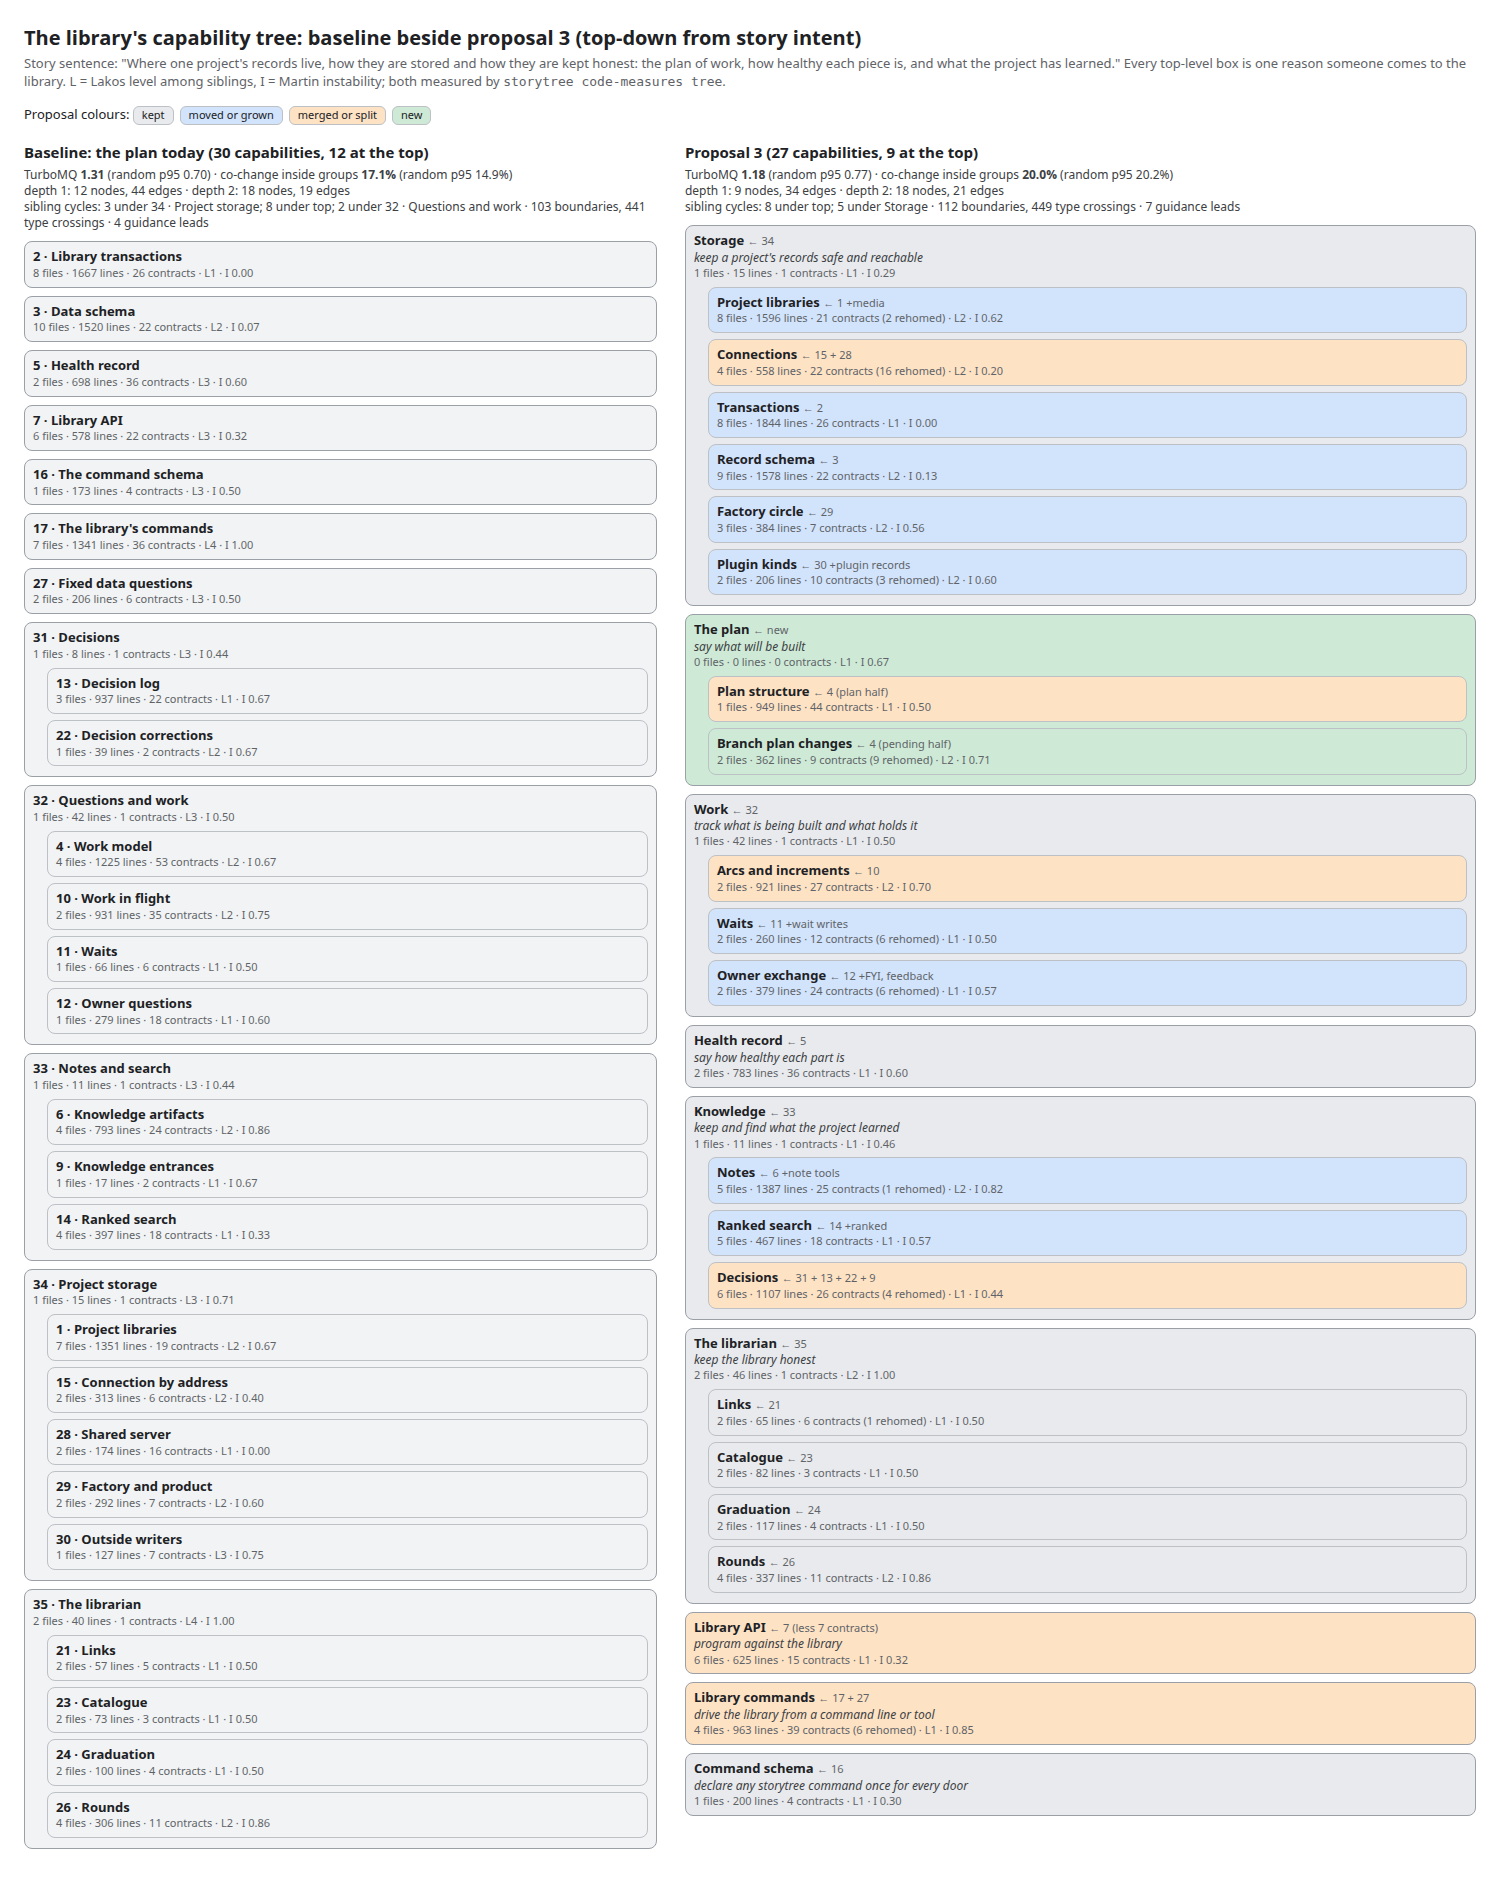 The library's capability tree: baseline beside proposal 3 (top-down from story intent)
Story sentence: "Where one project's records live, how they are stored and how they are kept honest: the plan of work, how healthy each piece is, and what the project has learned." Every top-level box is one reason someone comes to the
library. L = Lakos level among siblings, I = Martin instability; both measured by storytree code-measures tree.
Proposal colours: kept moved or grown merged or split new
Baseline: the plan today (30 capabilities, 12 at the top)
TurboMQ 1.31 (random p95 0.70) · co-change inside groups 17.1% (random p95 14.9%)
depth 1: 12 nodes, 44 edges · depth 2: 18 nodes, 19 edges
sibling cycles: 3 under 34 · Project storage; 8 under top; 2 under 32 · Questions and work · 103 boundaries, 441
type crossings · 4 guidance leads
2 · Library transactions
8 files · 1667 lines · 26 contracts · L1 · I 0.00
3 · Data schema
10 files · 1520 lines · 22 contracts · L2 · I 0.07
5 · Health record
2 files · 698 lines · 36 contracts · L3 · I 0.60
7 · Library API
6 files · 578 lines · 22 contracts · L3 · I 0.32
16 · The command schema
1 files · 173 lines · 4 contracts · L3 · I 0.50
17 · The library's commands
7 files · 1341 lines · 36 contracts · L4 · I 1.00
27 · Fixed data questions
2 files · 206 lines · 6 contracts · L3 · I 0.50
31 · Decisions
1 files · 8 lines · 1 contracts · L3 · I 0.44
13 · Decision log
3 files · 937 lines · 22 contracts · L1 · I 0.67
22 · Decision corrections
1 files · 39 lines · 2 contracts · L2 · I 0.67
32 · Questions and work
1 files · 42 lines · 1 contracts · L3 · I 0.50
4 · Work model
4 files · 1225 lines · 53 contracts · L2 · I 0.67
10 · Work in flight
2 files · 931 lines · 35 contracts · L2 · I 0.75
11 · Waits
1 files · 66 lines · 6 contracts · L1 · I 0.50
12 · Owner questions
1 files · 279 lines · 18 contracts · L1 · I 0.60
33 · Notes and search
1 files · 11 lines · 1 contracts · L3 · I 0.44
6 · Knowledge artifacts
4 files · 793 lines · 24 contracts · L2 · I 0.86
9 · Knowledge entrances
1 files · 17 lines · 2 contracts · L1 · I 0.67
14 · Ranked search
4 files · 397 lines · 18 contracts · L1 · I 0.33
34 · Project storage
1 files · 15 lines · 1 contracts · L3 · I 0.71
1 · Project libraries
7 files · 1351 lines · 19 contracts · L2 · I 0.67
15 · Connection by address
2 files · 313 lines · 6 contracts · L2 · I 0.40
28 · Shared server
2 files · 174 lines · 16 contracts · L1 · I 0.00
29 · Factory and product
2 files · 292 lines · 7 contracts · L2 · I 0.60
30 · Outside writers
1 files · 127 lines · 7 contracts · L3 · I 0.75
35 · The librarian
2 files · 40 lines · 1 contracts · L4 · I 1.00
21 · Links
2 files · 57 lines · 5 contracts · L1 · I 0.50
23 · Catalogue
2 files · 73 lines · 3 contracts · L1 · I 0.50
24 · Graduation
2 files · 100 lines · 4 contracts · L1 · I 0.50
26 · Rounds
4 files · 306 lines · 11 contracts · L2 · I 0.86
Proposal 3 (27 capabilities, 9 at the top)
TurboMQ 1.18 (random p95 0.77) · co-change inside groups 20.0% (random p95 20.2%)
depth 1: 9 nodes, 34 edges · depth 2: 18 nodes, 21 edges
sibling cycles: 8 under top; 5 under Storage · 112 boundaries, 449 type crossings · 7 guidance leads
Storage ← 34
keep a project's records safe and reachable
1 files · 15 lines · 1 contracts · L1 · I 0.29
Project libraries ← 1 +media
8 files · 1596 lines · 21 contracts (2 rehomed) · L2 · I 0.62
Connections ← 15 + 28
4 files · 558 lines · 22 contracts (16 rehomed) · L2 · I 0.20
Transactions ← 2
8 files · 1844 lines · 26 contracts · L1 · I 0.00
Record schema ← 3
9 files · 1578 lines · 22 contracts · L2 · I 0.13
Factory circle ← 29
3 files · 384 lines · 7 contracts · L2 · I 0.56
Plugin kinds ← 30 +plugin records
2 files · 206 lines · 10 contracts (3 rehomed) · L2 · I 0.60
The plan ← new
say what will be built
0 files · 0 lines · 0 contracts · L1 · I 0.67
Plan structure ← 4 (plan half)
1 files · 949 lines · 44 contracts · L1 · I 0.50
Branch plan changes ← 4 (pending half)
2 files · 362 lines · 9 contracts (9 rehomed) · L2 · I 0.71
Work ← 32
track what is being built and what holds it
1 files · 42 lines · 1 contracts · L1 · I 0.50
Arcs and increments ← 10
2 files · 921 lines · 27 contracts · L2 · I 0.70
Waits ← 11 +wait writes
2 files · 260 lines · 12 contracts (6 rehomed) · L1 · I 0.50
Owner exchange ← 12 +FYI, feedback
2 files · 379 lines · 24 contracts (6 rehomed) · L1 · I 0.57
Health record ← 5
say how healthy each part is
2 files · 783 lines · 36 contracts · L1 · I 0.60
Knowledge ← 33
keep and find what the project learned
1 files · 11 lines · 1 contracts · L1 · I 0.46
Notes ← 6 +note tools
5 files · 1387 lines · 25 contracts (1 rehomed) · L2 · I 0.82
Ranked search ← 14 +ranked
5 files · 467 lines · 18 contracts · L1 · I 0.57
Decisions ← 31 + 13 + 22 + 9
6 files · 1107 lines · 26 contracts (4 rehomed) · L1 · I 0.44
The librarian ← 35
keep the library honest
2 files · 46 lines · 1 contracts · L2 · I 1.00
Links ← 21
2 files · 65 lines · 6 contracts (1 rehomed) · L1 · I 0.50
Catalogue ← 23
2 files · 82 lines · 3 contracts · L1 · I 0.50
Graduation ← 24
2 files · 117 lines · 4 contracts · L1 · I 0.50
Rounds ← 26
4 files · 337 lines · 11 contracts · L2 · I 0.86
Library API ← 7 (less 7 contracts)
program against the library
6 files · 625 lines · 15 contracts · L1 · I 0.32
Library commands ← 17 + 27
drive the library from a command line or tool
4 files · 963 lines · 39 contracts (6 rehomed) · L1 · I 0.85
Command schema ← 16
declare any storytree command once for every door
1 files · 200 lines · 4 contracts · L1 · I 0.30